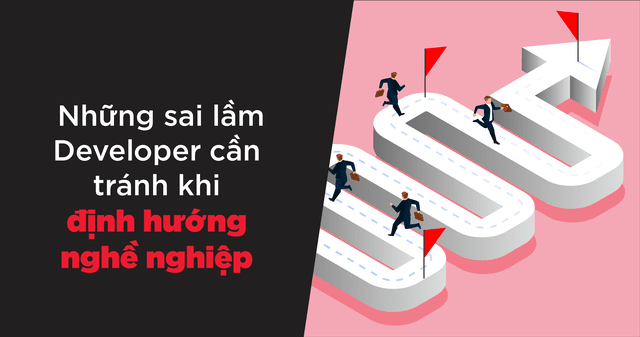 Những sai lầm
Developer cần
tránh khi
định hướng
nghề nghiệp